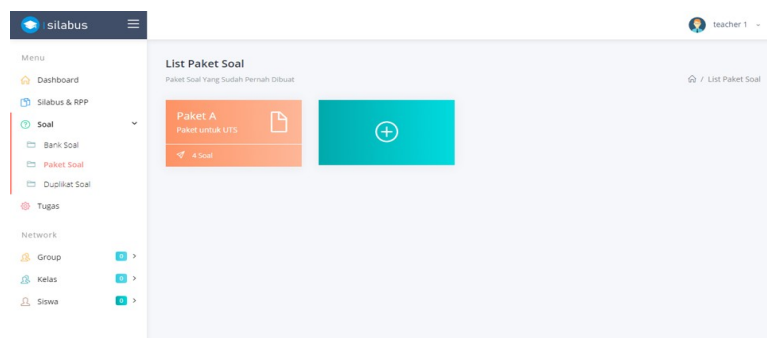 silabus
teacher 1
Menu
Dashboard
Silabus & RPP
Soal
Bank Soal
Paket Soal
Duplikat Soal
Tugas
Network
Group 0
Kelas 0
Siswa 0
List Paket Soal
Paket Soal Yang Sudah Pernah Dibuat
/ List Paket Soal
Paket A
Paket untuk UTS
4 Soal